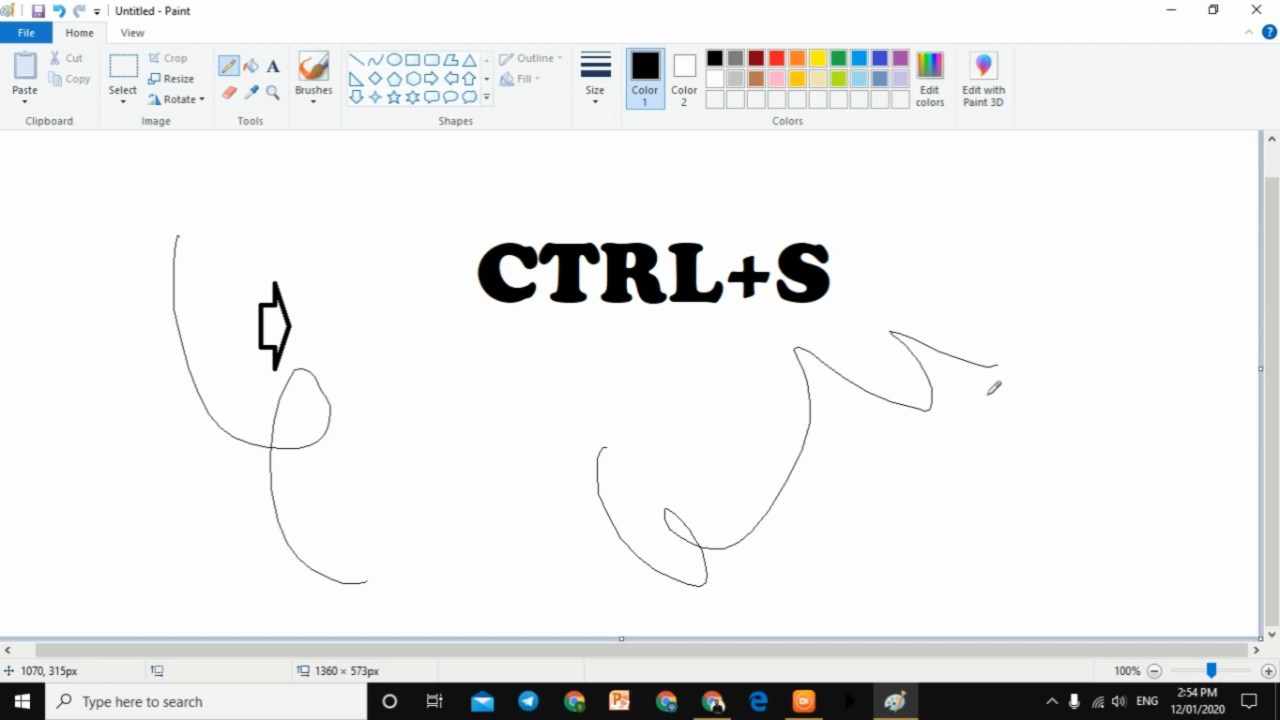 Untitled - Paint
File Home View
Paste
Cut
Copy
Clipboard
Select
Crop
Resize
Rotate
Image
A
Tools
Brushes
Shapes
Outline
Fill
Size
Color 1
Color 2
Colors
Edit colors
Edit with Paint 3D
CTRL+S
1070, 315px
1360 × 573px
100%
Type here to search
ENG
2:54 PM
12/01/2020